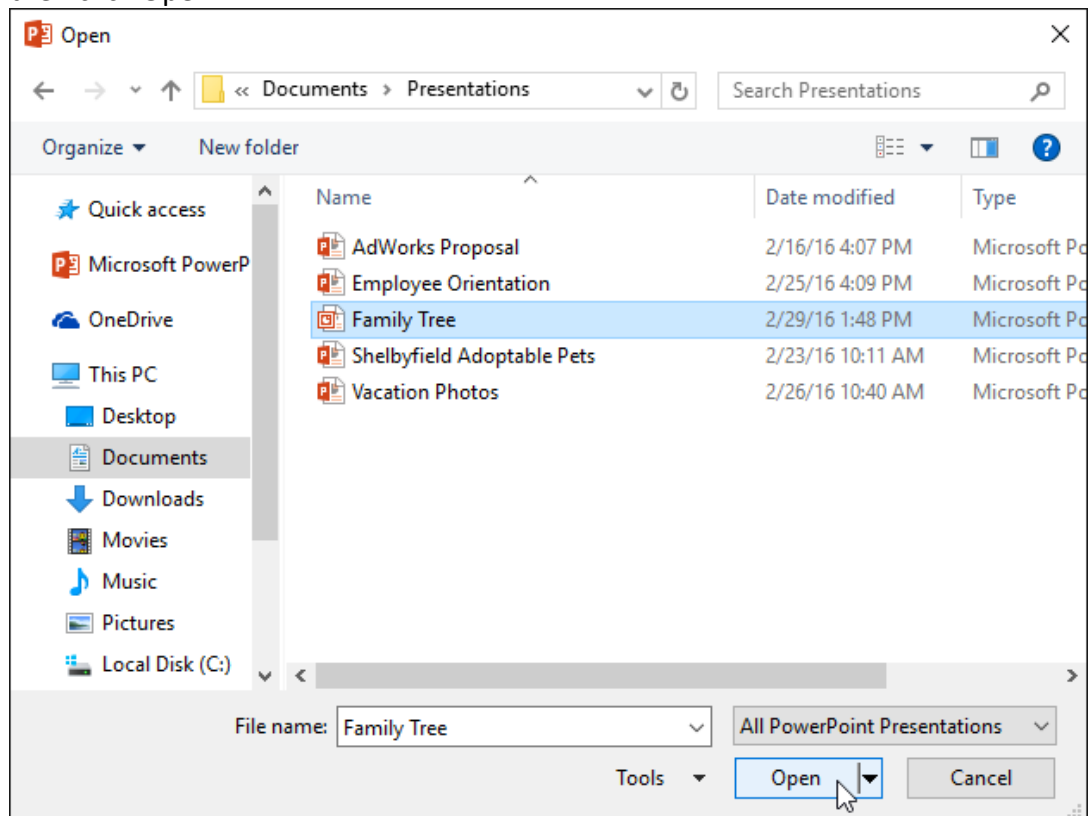 Open
« Documents > Presentations
Search Presentations
Organize
New folder
Name
Date modified
Type
Quick access
Microsoft PowerP
OneDrive
This PC
Desktop
Documents
Downloads
Movies
Music
Pictures
Local Disk (C:)
AdWorks Proposal 2/16/16 4:07 PM Microsoft Po
Employee Orientation 2/25/16 4:09 PM Microsoft Po
Family Tree 2/29/16 1:48 PM Microsoft Po
Shelbyfield Adoptable Pets 2/23/16 10:11 AM Microsoft Po
Vacation Photos 2/26/16 10:40 AM Microsoft Po
File name: Family Tree
All PowerPoint Presentations
Tools
Open
Cancel